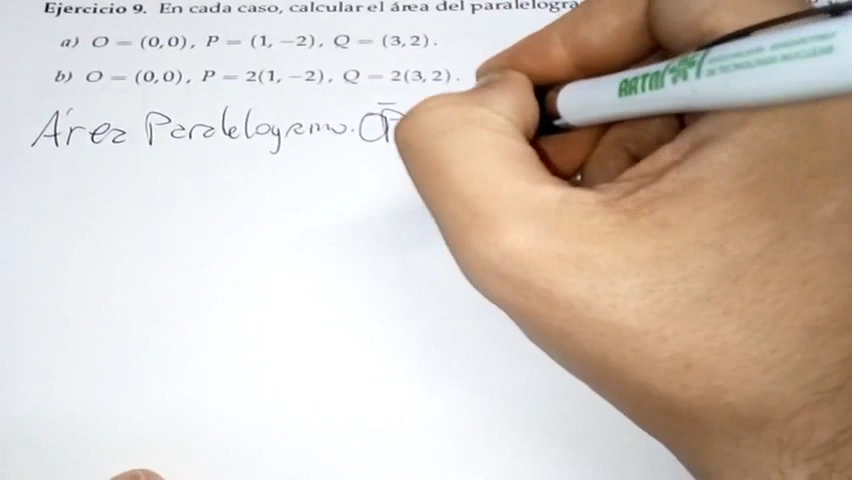 Ejercicio 9. En cada caso, calcular el área del
a) O = (0,0), P = (1,−2), Q = (3,2).
b) O = (0,0), P = 2(1,−2), Q = 2(3,2).
Área Paralelogramo.